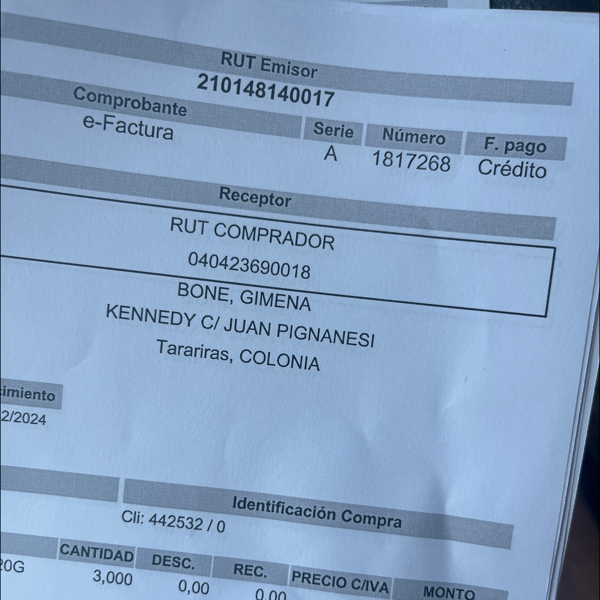 RUT Emisor
210148140017
Comprobante Serie Número F. pago
e-Factura A 1817268 Crédito
Receptor
RUT COMPRADOR
040423690018
BONE, GIMENA
KENNEDY C/ JUAN PIGNANESI
Tarariras, COLONIA
cimiento
2/2024
Identificación Compra
Cli: 442532 / 0
CANTIDAD DESC. REC. PRECIO C/IVA MONTO
20G 3,000 0,00 0,00